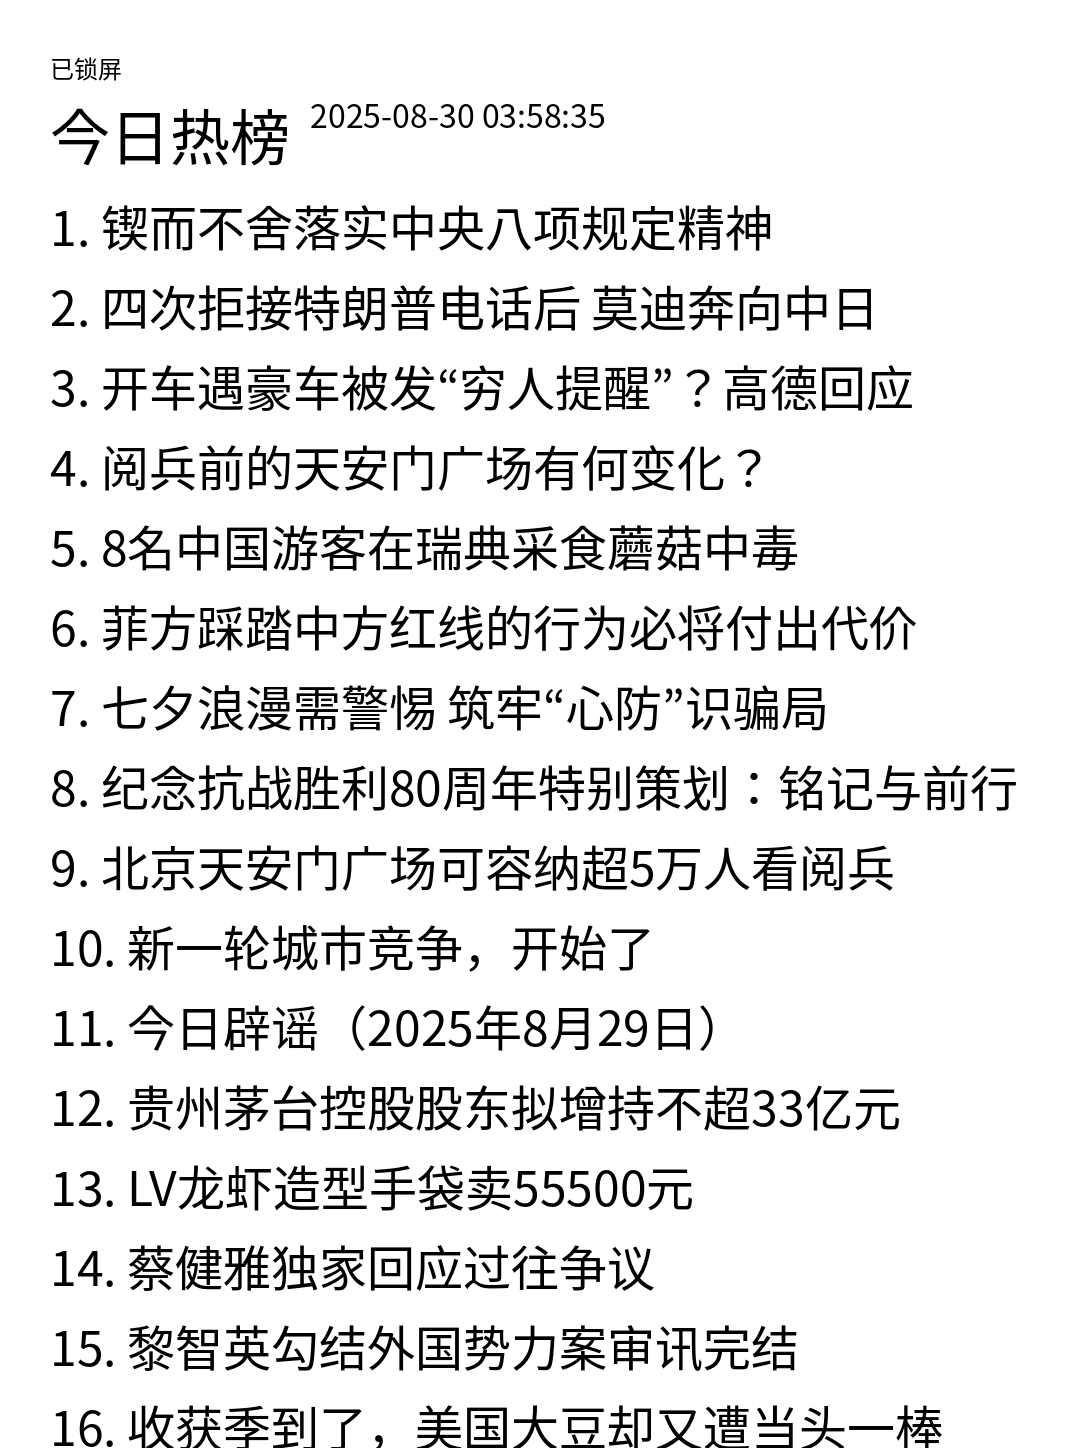 已锁屏
今日热榜 2025-08-30 03:58:35
1. 锲而不舍落实中央八项规定精神
2. 四次拒接特朗普电话后 莫迪奔向中日
3. 开车遇豪车被发“穷人提醒”？高德回应
4. 阅兵前的天安门广场有何变化？
5. 8名中国游客在瑞典采食蘑菇中毒
6. 菲方踩踏中方红线的行为必将付出代价
7. 七夕浪漫需警惕 筑牢“心防”识骗局
8. 纪念抗战胜利80周年特别策划：铭记与前行
9. 北京天安门广场可容纳超5万人看阅兵
10. 新一轮城市竞争，开始了
11. 今日辟谣（2025年8月29日）
12. 贵州茅台控股股东拟增持不超33亿元
13. LV龙虾造型手袋卖55500元
14. 蔡健雅独家回应过往争议
15. 黎智英勾结外国势力案审讯完结
16. 收获季到了，美国大豆却又遭当头一棒